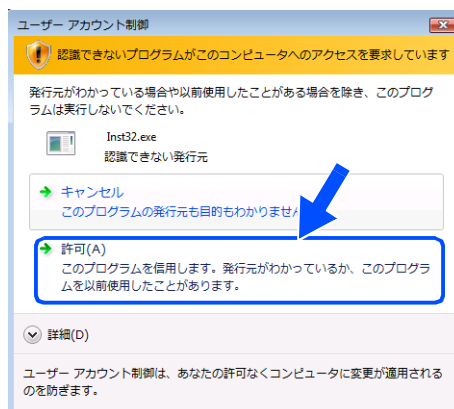 ユーザー アカウント制御
認識できないプログラムがこのコンピュータへのアクセスを要求しています
発行元がわかっている場合や以前使用したことがある場合を除き、このプログ
ラムは実行しないでください。
Inst32.exe
認識できない発行元
キャンセル
このプログラムの発行元も目的もわかりません
許可(A)
このプログラムを信用します。発行元がわかっているか、このプログラ
ムを以前使用したことがあります。
詳細(D)
ユーザー アカウント制御は、あなたの許可なくコンピュータに変更が適用される
のを防ぎます。